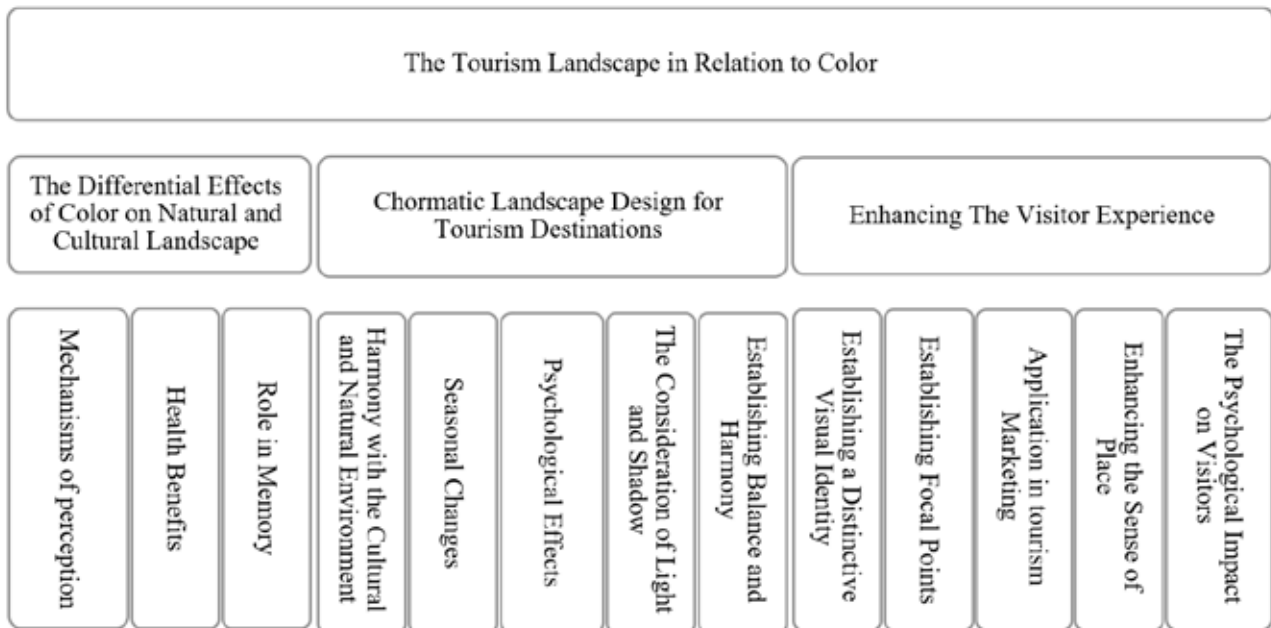 The Tourism Landscape in Relation to Color
The Differential Effects
of Color on Natural and
Cultural Landscape
Chormatic Landscape Design for
Tourism Destinations
Enhancing The Visitor Experience
Mechanisms of perception
Health Benefits
Role in Memory
Harmony with the Cultural
and Natural Environment
Seasonal Changes
Psychological Effects
The Consideration of Light
and Shadow
Establishing Balance and
Harmony
Establishing a Distinctive
Visual Identity
Establishing Focal Points
Application in tourism
Marketing
Enhancing the Sense of
Place
The Psychological Impact
on Visitors